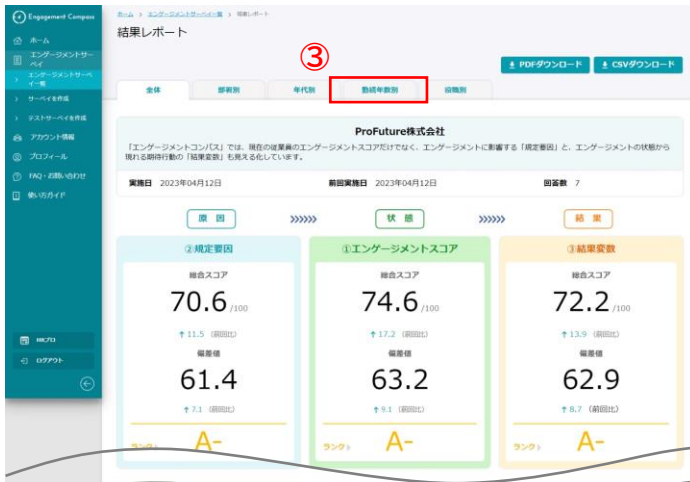 Engagement Compass
ホーム > エンゲージメントサーベイ一覧 > 結果レポート
結果レポート
ホーム
エンゲージメントサーベイ
エンゲージメントサーベイ一覧
サーベイを作成
テストサーベイを作成
アカウント情報
プロフィール
FAQ・お問い合わせ
使い方ガイド
HRプロ
ログアウト
③
PDFダウンロード
CSVダウンロード
全体 部署別 年代別 勤続年数別 役職別
ProFuture株式会社
「エンゲージメントコンパス」では、現在の従業員のエンゲージメントスコアだけでなく、エンゲージメントに影響する「規定要因」と、エンゲージメントの状態から
現れる期待行動の「結果変数」も見える化しています。
実施日 2023年04月12日 前回実施日 2023年04月12日 回答数 7
原因 »»» 状態 »»» 結果
②規定要因 ①エンゲージメントスコア ③結果変数
総合スコア 総合スコア 総合スコア
70.6 /100 74.6 /100 72.2 /100
↑11.5 (前回比) ↑17.2 (前回比) ↑13.9 (前回比)
偏差値 偏差値 偏差値
61.4 63.2 62.9
↑7.1 (前回比) ↑9.1 (前回比) ↑8.7 (前回比)
ランク> A- ランク> A- ランク> A-